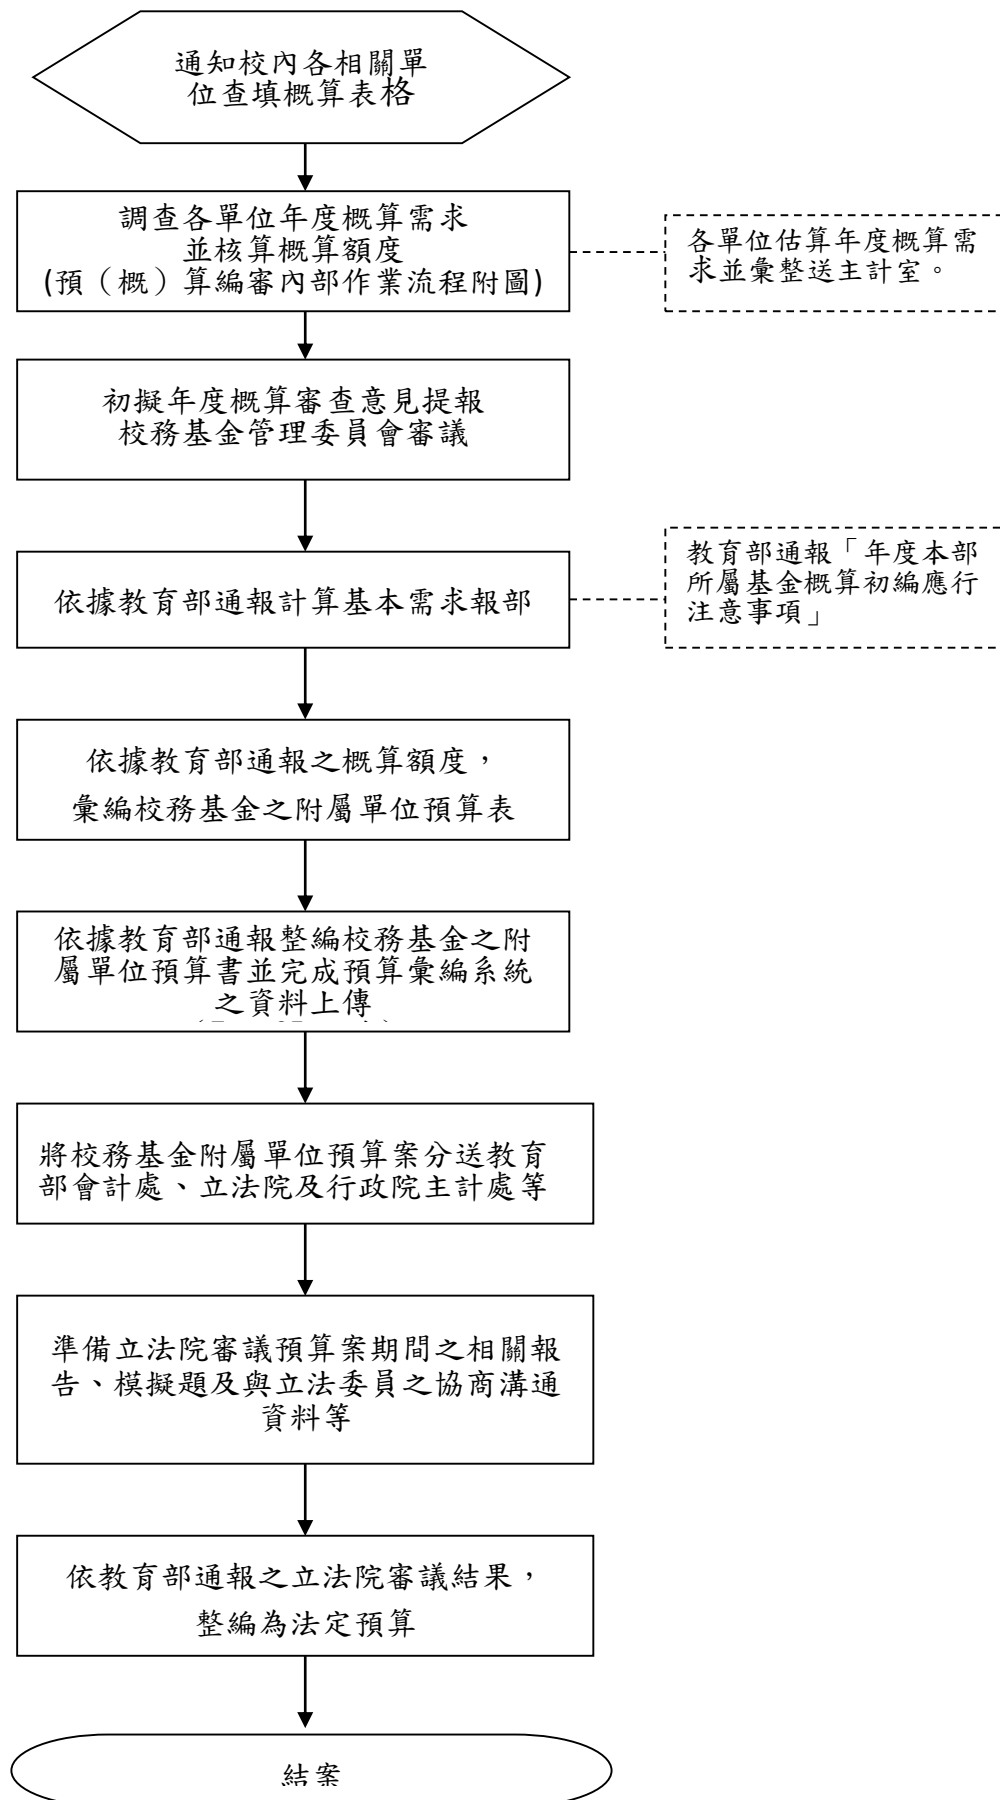 通知校內各相關單
位查填概算表格
調查各單位年度概算需求
並核算概算額度
(預（概）算編審內部作業流程附圖)
各單位估算年度概算需
求並彙整送主計室。
初擬年度概算審查意見提報
校務基金管理委員會審議
依據教育部通報計算基本需求報部
教育部通報「年度本部
所屬基金概算初編應行
注意事項」
依據教育部通報之概算額度，
彙編校務基金之附屬單位預算表
依據教育部通報整編校務基金之附
屬單位預算書並完成預算彙編系統
之資料上傳
將校務基金附屬單位預算案分送教育
部會計處、立法院及行政院主計處等
準備立法院審議預算案期間之相關報
告、模擬題及與立法委員之協商溝通
資料等
依教育部通報之立法院審議結果，
整編為法定預算
結案